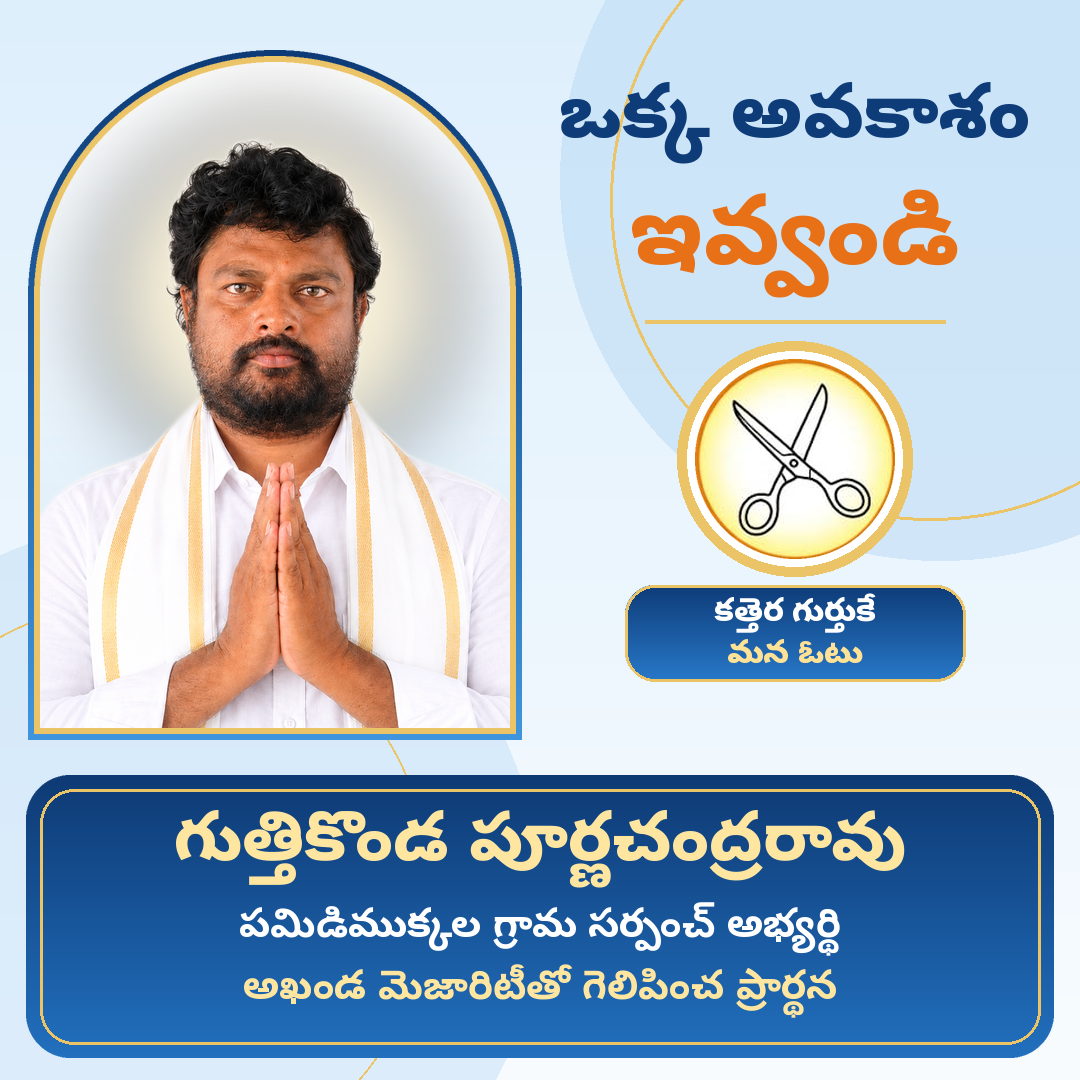 ఒక్క అవకాశం
ఇవ్వండి
కత్తెర గుర్తుకే
మన ఓటు
గుత్తికొండ పూర్ణచంద్రరావు
పమిడిముక్కల గ్రామ సర్పంచ్ అభ్యర్థి
అఖండ మెజారిటీతో గెలిపించ ప్రార్థన